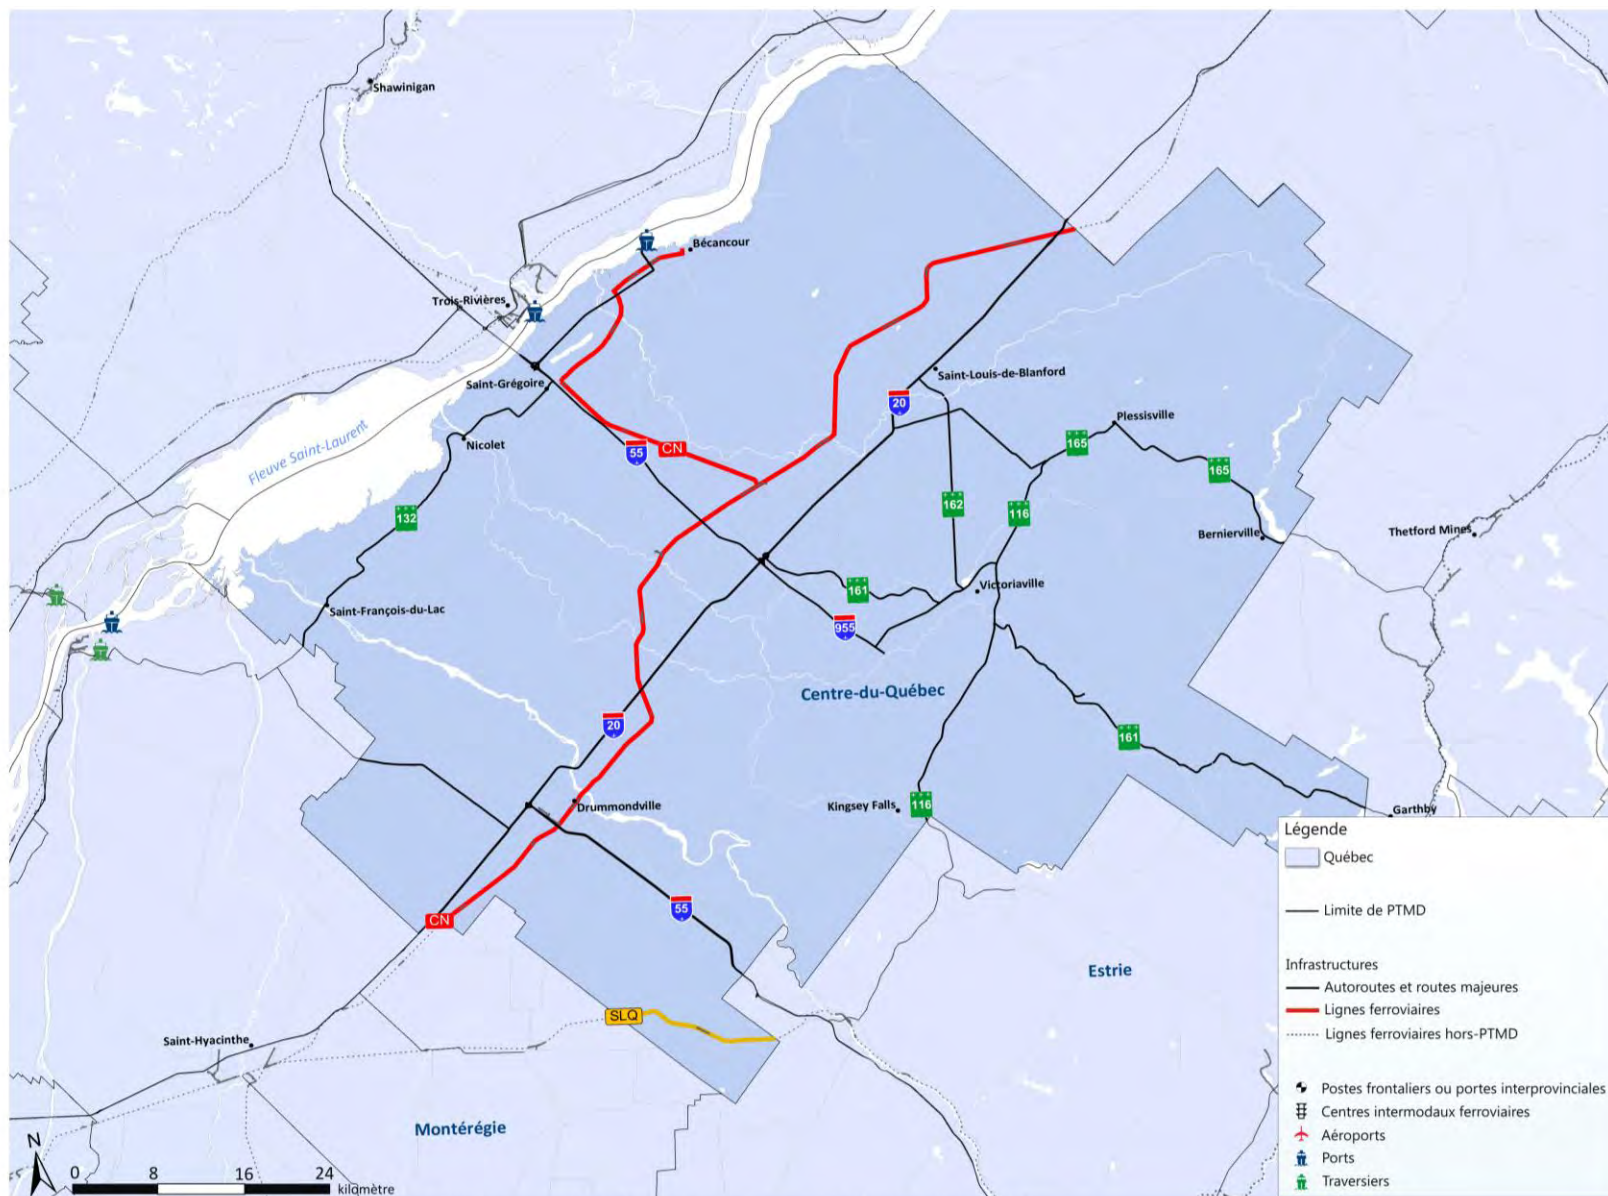 Shawinigan
Bécancour
Trois-Rivières
Saint-Grégoire
Saint-Louis-de-Blanford
20
Plessisville
Nicolet
Fleuve Saint-Laurent
55
CN
165
165
132
162
116
Bernierville
Thetford Mines
161
Victoriaville
Saint-François-du-Lac
955
Centre-du-Québec
20
161
Drummondville
Kingsey Falls
116
Garthby
CN
55
Estrie
SLQ
Saint-Hyacinthe
Montérégie
N
0 8 16 24
kilomètre
Légende
Québec
Limite de PTMD
Infrastructures
Autoroutes et routes majeures
Lignes ferroviaires
Lignes ferroviaires hors-PTMD
Postes frontaliers ou portes interprovinciales
Centres intermodaux ferroviaires
Aéroports
Ports
Traversiers